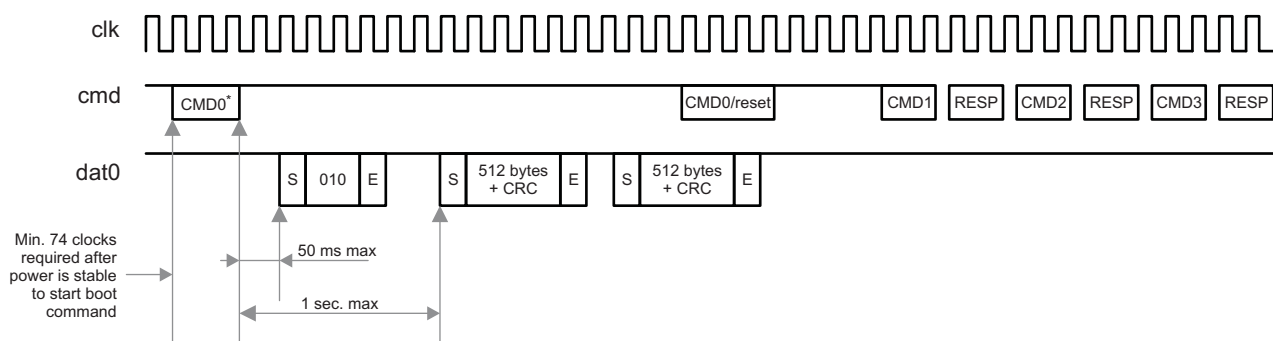 clk
cmd
CMD0*
CMD0/reset
CMD1
RESP
CMD2
RESP
CMD3
RESP
dat0
S
010
E
S
512 bytes
+ CRC
E
S
512 bytes
+ CRC
E
Min. 74 clocks
required after
power is stable
to start boot
command
50 ms max
1 sec. max